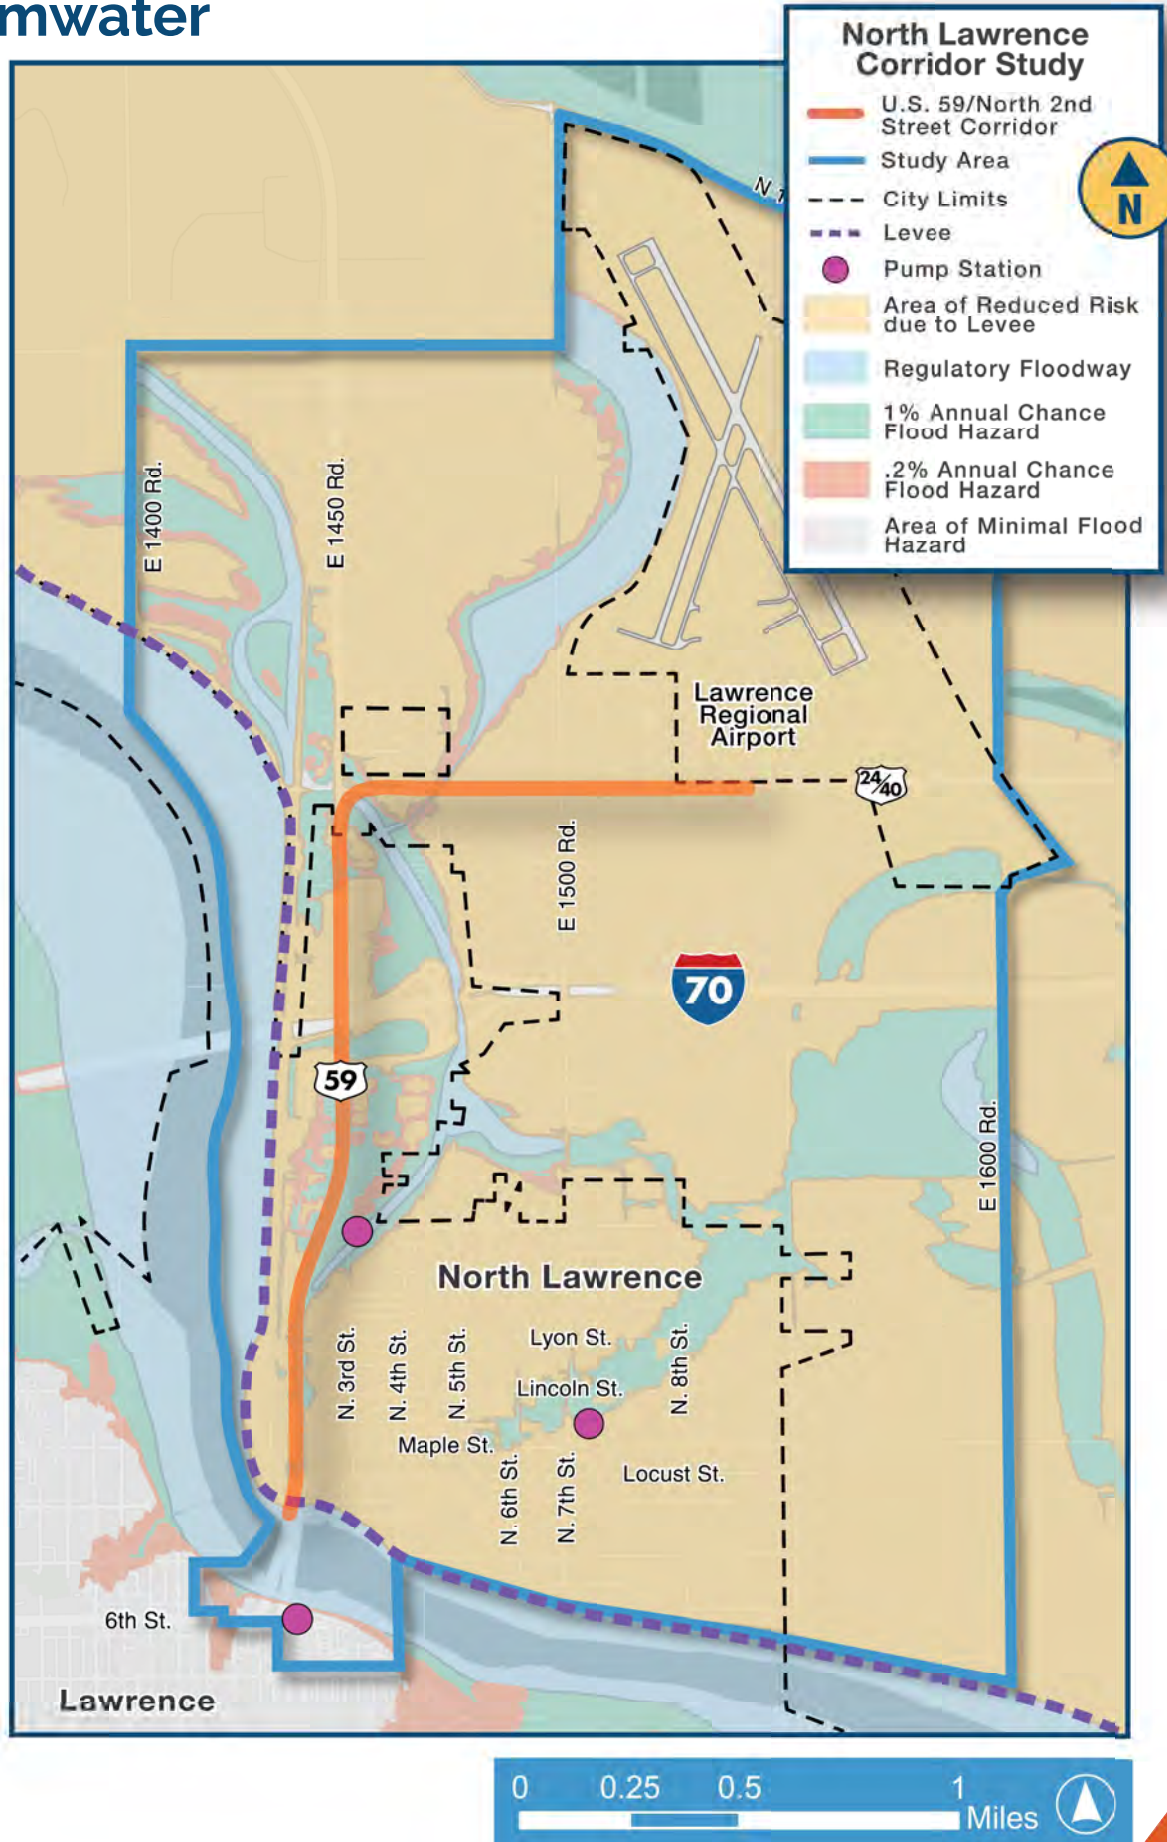 mwater
North Lawrence
Corridor Study
U.S. 59/North 2nd
Street Corridor
Study Area
City Limits
Levee
Pump Station
Area of Reduced Risk
due to Levee
Regulatory Floodway
1% Annual Chance
Flood Hazard
.2% Annual Chance
Flood Hazard
Area of Minimal Flood
Hazard
N
N 1
E 1400 Rd.
E 1450 Rd.
Lawrence
Regional
Airport
24/40
E 1500 Rd.
70
59
E 1600 Rd.
North Lawrence
N. 3rd St.
N. 4th St.
N. 5th St.
Lyon St.
N. 8th St.
Lincoln St.
Maple St.
N. 6th St.
N. 7th St.
Locust St.
6th St.
Lawrence
0 0.25 0.5 1
Miles